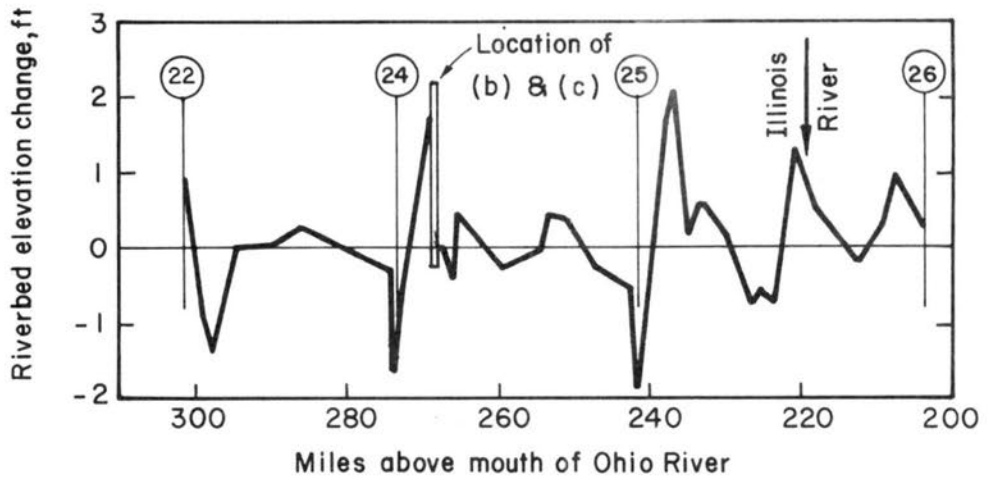 Riverbed elevation change, ft
3
2
1
0
-1
-2
22
24
Location of
(b) & (c)
25
Illinois
River
26
300
280
260
240
220
200
Miles above mouth of Ohio River